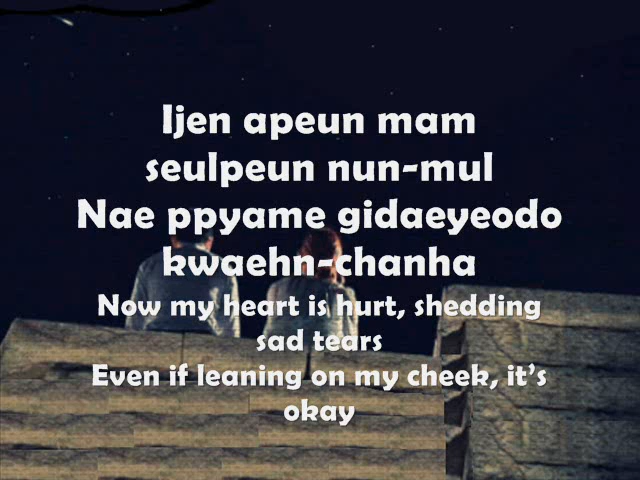 Ijen apeun mam
seulpeun nun-mul
Nae ppyame gidaeyeodo
kwaehn-chanha
Now my heart is hurt, shedding
sad tears
Even if leaning on my cheek, it's
okay